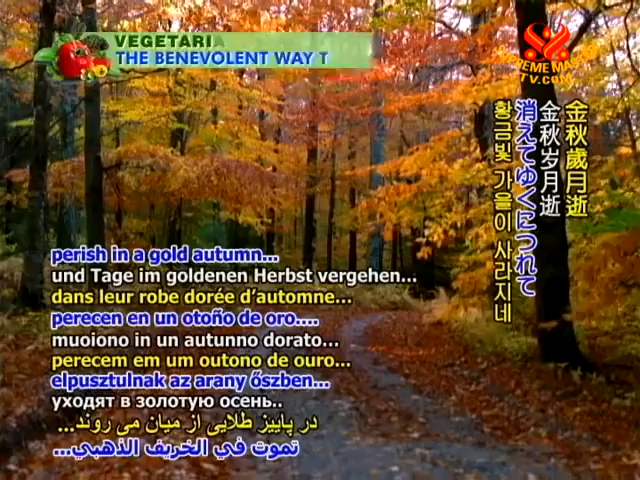 VEGETARI
THE BENEVOLENT WAY T
SUPREME MASTER
TV.COM
金秋歲月逝
金秋岁月逝
消えてゆくにつれて
황금빛 가을이 사라지네
perish in a gold autumn...
und Tage im goldenen Herbst vergehen...
dans leur robe dorée d'automne...
perecen en un otoño de oro....
muoiono in un autunno dorato...
perecem em um outono de ouro...
elpusztulnak az arany őszben...
уходят в золотую осень..
در پاییز طلایی از میان می روند...
تموت في الخريف الذهبي...